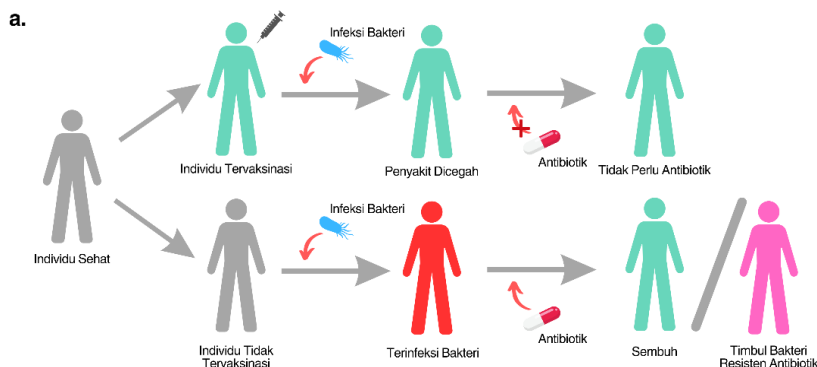 a.
Infeksi Bakteri
Individu Tervaksinasi
Penyakit Dicegah
Antibiotik
Tidak Perlu Antibiotik
Individu Sehat
Infeksi Bakteri
Individu Tidak
Tervaksinasi
Terinfeksi Bakteri
Antibiotik
Sembuh
Timbul Bakteri
Resisten Antibiotik